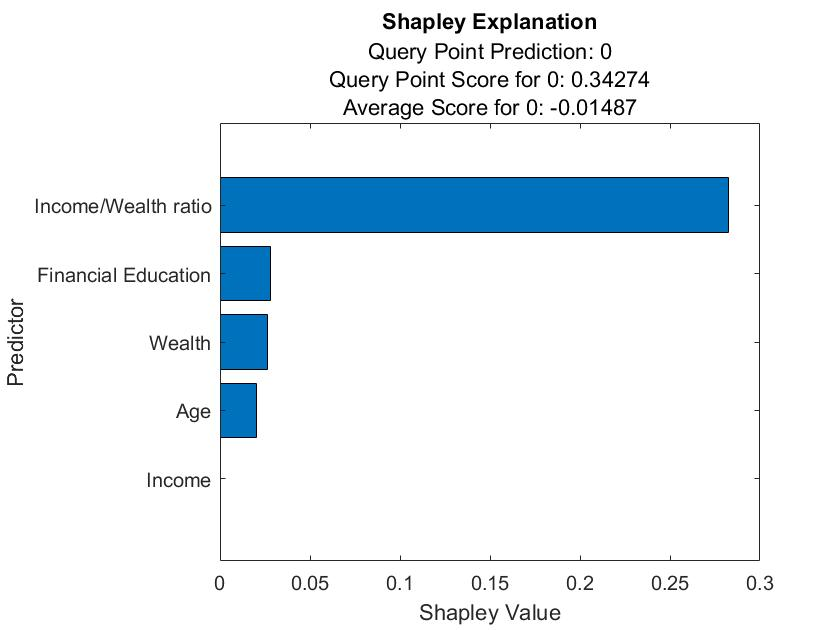 Shapley Explanation
Query Point Prediction: 0
Query Point Score for 0: 0.34274
Average Score for 0: -0.01487
Income/Wealth ratio
Financial Education
Wealth
Age
Income
Predictor
0 0.05 0.1 0.15 0.2 0.25 0.3
Shapley Value